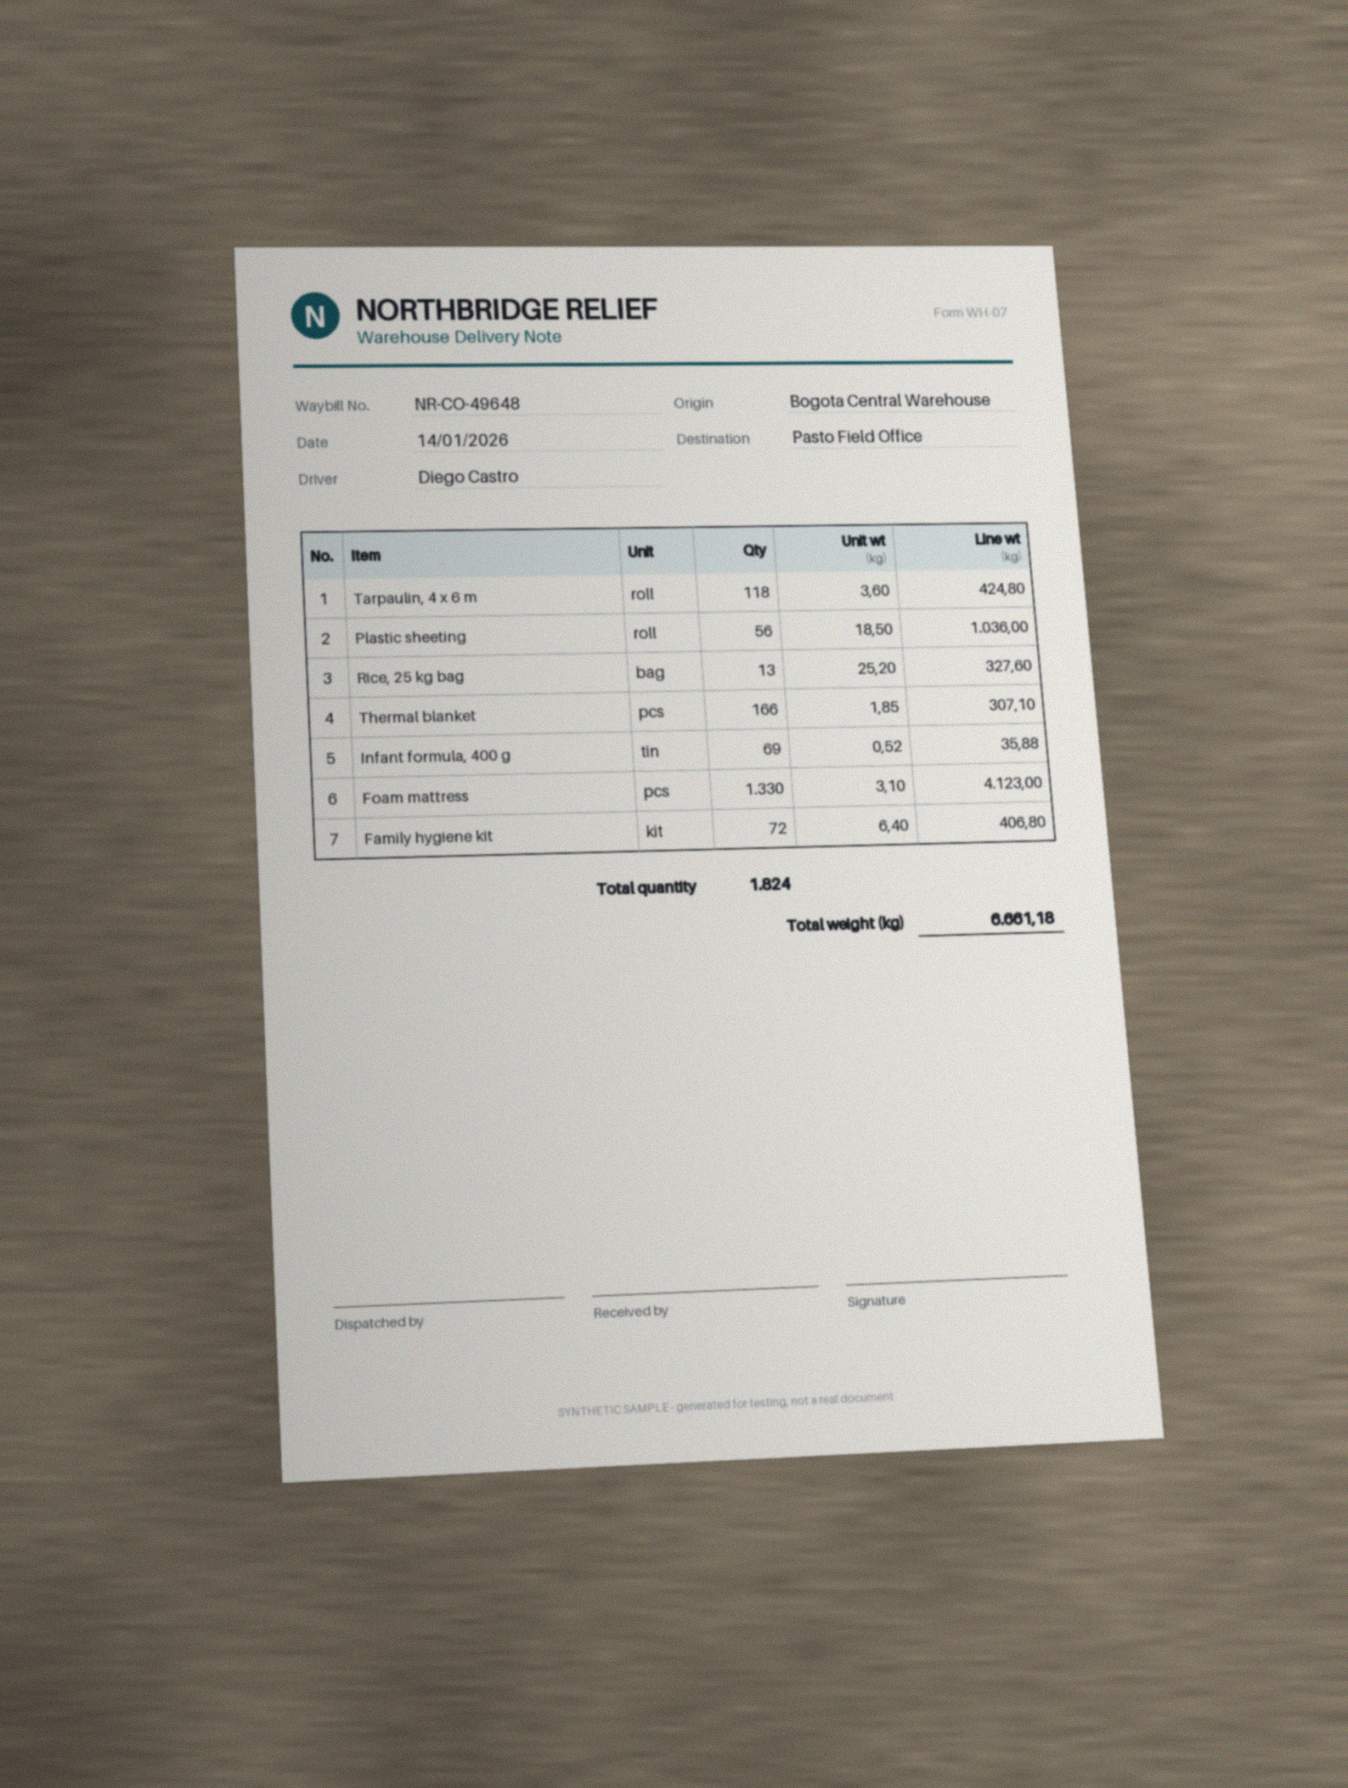 N
NORTHBRIDGE RELIEF
Form WH-07
Warehouse Delivery Note
Waybill No. NR-CO-49648 Origin Bogota Central Warehouse
Date 14/01/2026 Destination Pasto Field Office
Driver Diego Castro
No. Item Unit Qty Unit wt (kg) Line wt (kg)
1 Tarpaulin, 4 x 6 m roll 118 3,60 424,80
2 Plastic sheeting roll 56 18,50 1.036,00
3 Rice, 25 kg bag bag 13 25,20 327,60
4 Thermal blanket pcs 166 1,85 307,10
5 Infant formula, 400 g tin 69 0,52 35,88
6 Foam mattress pcs 1.330 3,10 4.123,00
7 Family hygiene kit kit 72 6,40 406,80
Total quantity 1.824
Total weight (kg) 6.661,18
Dispatched by Received by Signature
SYNTHETIC SAMPLE - generated for testing, not a real document